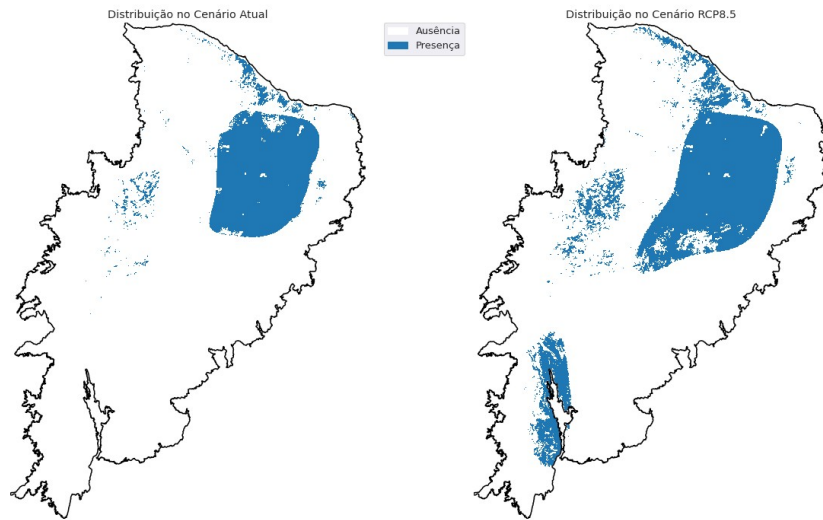 Distribuição no Cenário Atual
Ausência
Presença
Distribuição no Cenário RCP8.5